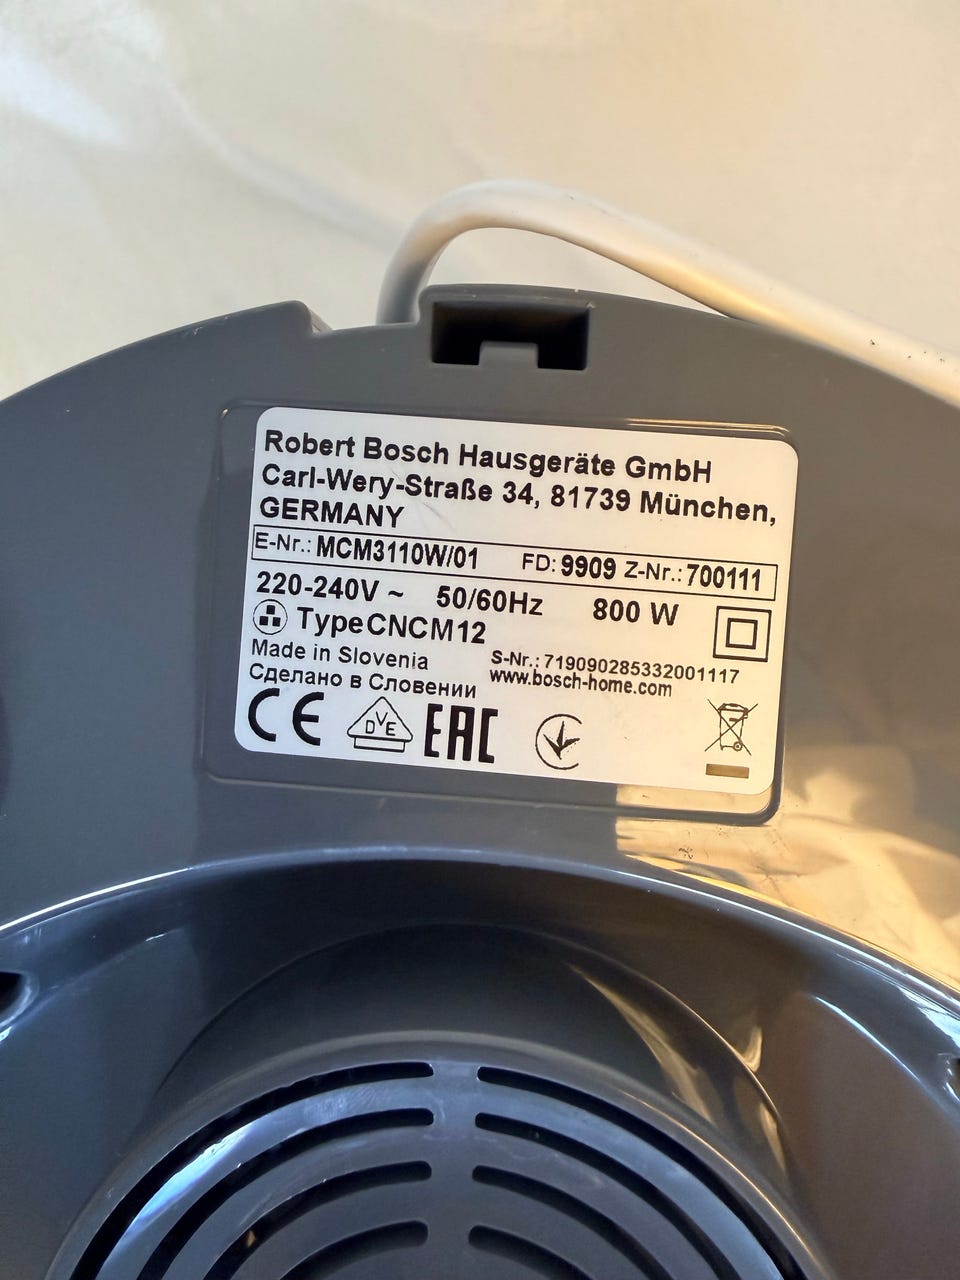 Robert Bosch Hausgeräte GmbH
Carl-Wery-Straße 34, 81739 München,
GERMANY
E-Nr.: MCM3110W/01 FD: 9909 Z-Nr.: 700111
220-240V ~ 50/60Hz 800 W
Type CNCM12
Made in Slovenia S-Nr.: 719090285332001117
Сделано в Словении www.bosch-home.com
CE DVE EAC